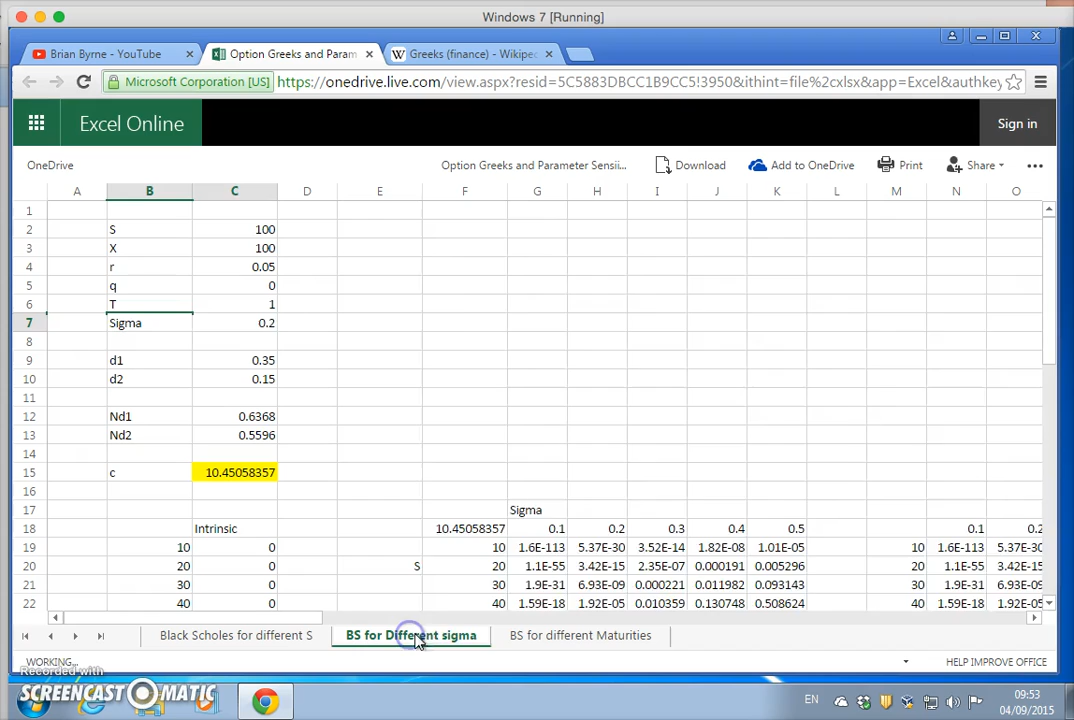 Windows 7 [Running]
Brian Byrne - YouTube × Option Greeks and Param × W Greeks (finance) - Wikipe ×
Microsoft Corporation [US] https://onedrive.live.com/view.aspx?resid=5C5883DBCC1B9CC5!3950&ithint=file%2cxlsx&app=Excel&authkey
Excel Online Sign in
OneDrive Option Greeks and Parameter Sensii... Download Add to OneDrive Print Share ...
A B C D E F G H I J K L M N O
1
2 S 100
3 X 100
4 r 0.05
5 q 0
6 T 1
7 Sigma 0.2
8
9 d1 0.35
10 d2 0.15
11
12 Nd1 0.6368
13 Nd2 0.5596
14
15 c 10.45058357
16
17 Sigma
18 Intrinsic 10.45058357 0.1 0.2 0.3 0.4 0.5 0.1 0.2
19 10 0 10 1.6E-113 5.37E-30 3.52E-14 1.82E-08 1.01E-05 10 1.6E-113 5.37E-30
20 20 0 S 20 1.1E-55 3.42E-15 2.35E-07 0.000191 0.005296 20 1.1E-55 3.42E-15
21 30 0 30 1.9E-31 6.93E-09 0.000221 0.011982 0.093143 30 1.9E-31 6.93E-09
22 40 0 40 1.59E-18 1.92E-05 0.010359 0.130748 0.508624 40 1.59E-18 1.92E-05
Black Scholes for different S BS for Different sigma BS for different Maturities
WORKING... HELP IMPROVE OFFICE
Recorded with
SCREENCAST-O-MATIC
EN 09:53
04/09/2015